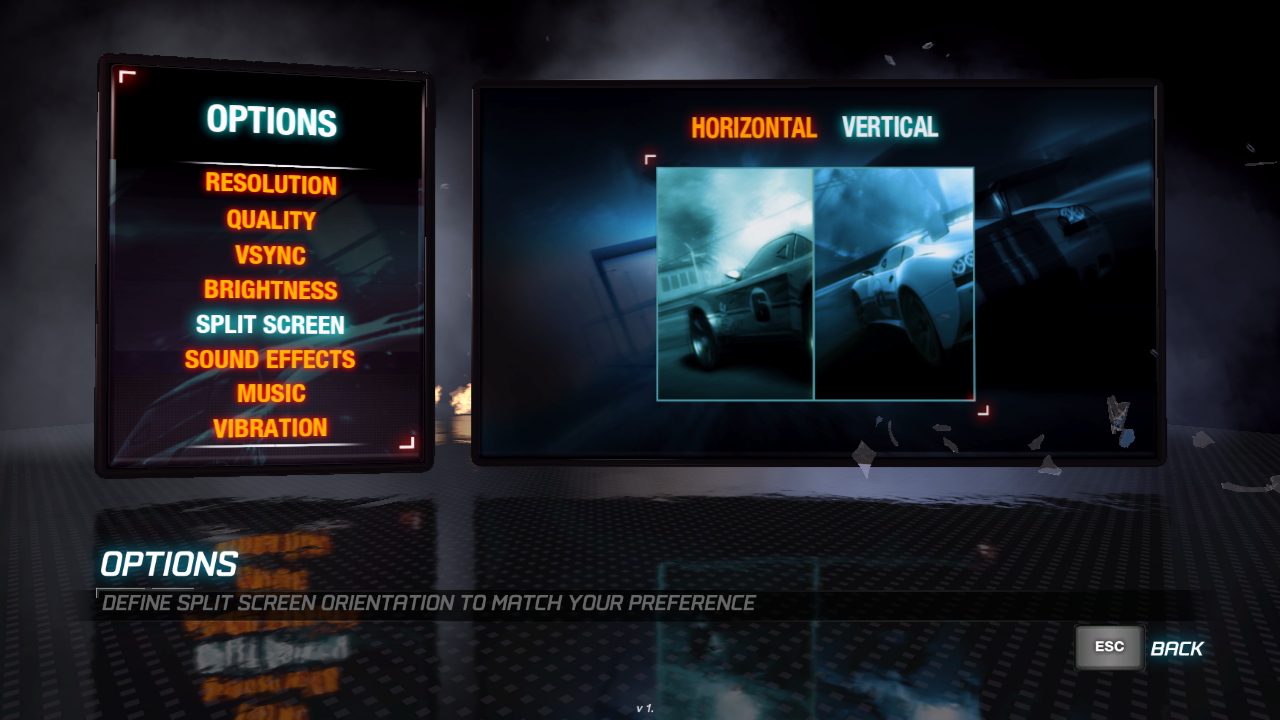 OPTIONS
RESOLUTION
QUALITY
VSYNC
BRIGHTNESS
SPLIT SCREEN
SOUND EFFECTS
MUSIC
VIBRATION
HORIZONTAL VERTICAL
OPTIONS
DEFINE SPLIT SCREEN ORIENTATION TO MATCH YOUR PREFERENCE
ESC BACK
v 1.